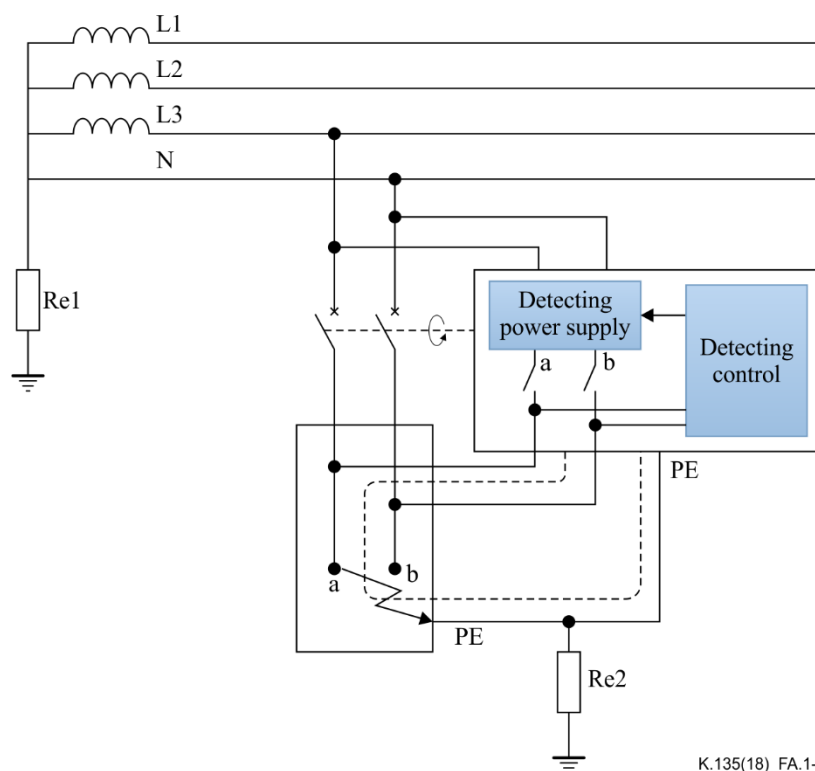 L1
L2
L3
N
Re1
Detecting
power supply
a
b
Detecting
control
PE
a
b
PE
Re2
K.135(18)_FA.1-